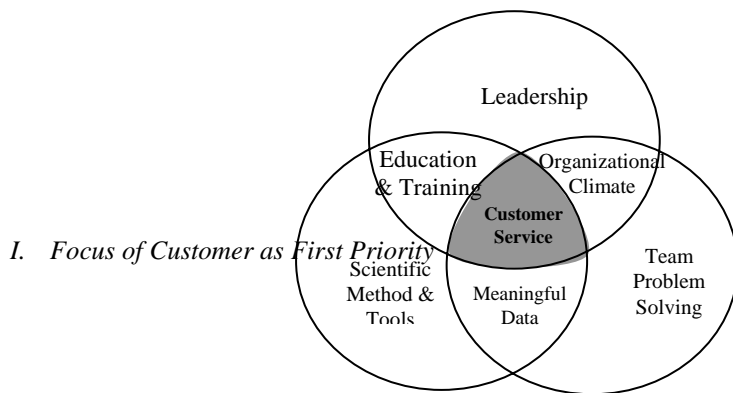 Leadership
Education
& Training
Organizational
Climate
Customer
Service
I. Focus of Customer as First Priority
Scientific
Method &
Tools
Meaningful
Data
Team
Problem
Solving